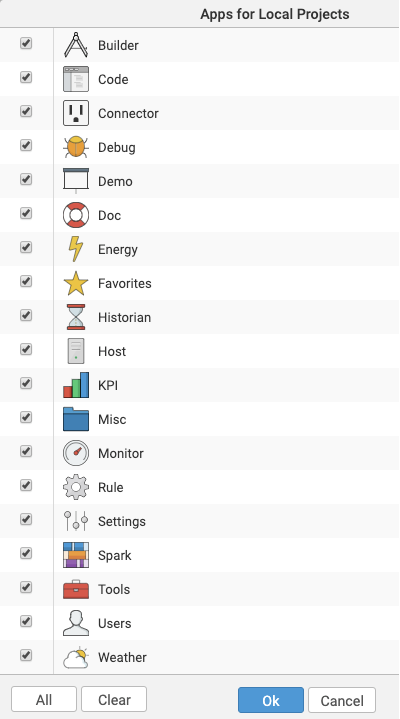 Apps for Local Projects
Builder
Code
Connector
Debug
Demo
Doc
Energy
Favorites
Historian
Host
KPI
Misc
Monitor
Rule
Settings
Spark
Tools
Users
Weather
All Clear Ok Cancel